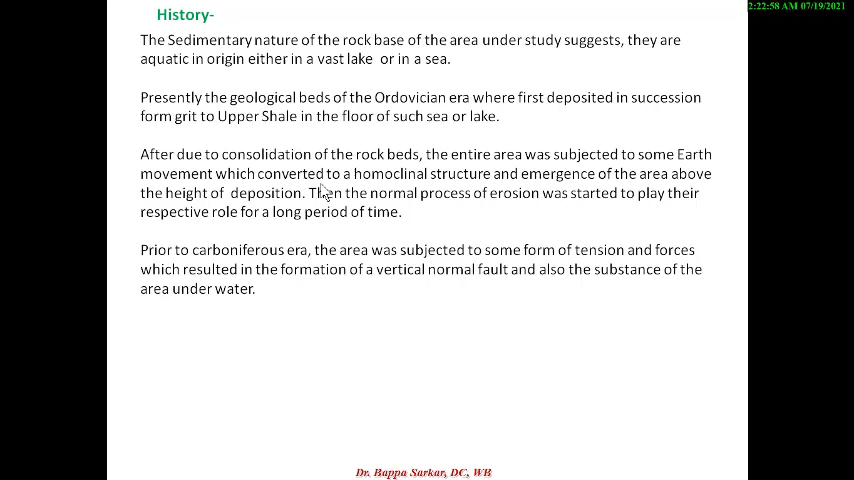 2:22:58 AM 07/19/2021
History-
The Sedimentary nature of the rock base of the area under study suggests, they are
aquatic in origin either in a vast lake or in a sea.
Presently the geological beds of the Ordovician era where first deposited in succession
form grit to Upper Shale in the floor of such sea or lake.
After due to consolidation of the rock beds, the entire area was subjected to some Earth
movement which converted to a homoclinal structure and emergence of the area above
the height of deposition. Then the normal process of erosion was started to play their
respective role for a long period of time.
Prior to carboniferous era, the area was subjected to some form of tension and forces
which resulted in the formation of a vertical normal fault and also the substance of the
area under water.
Dr. Bappa Sarkar, DC, WB